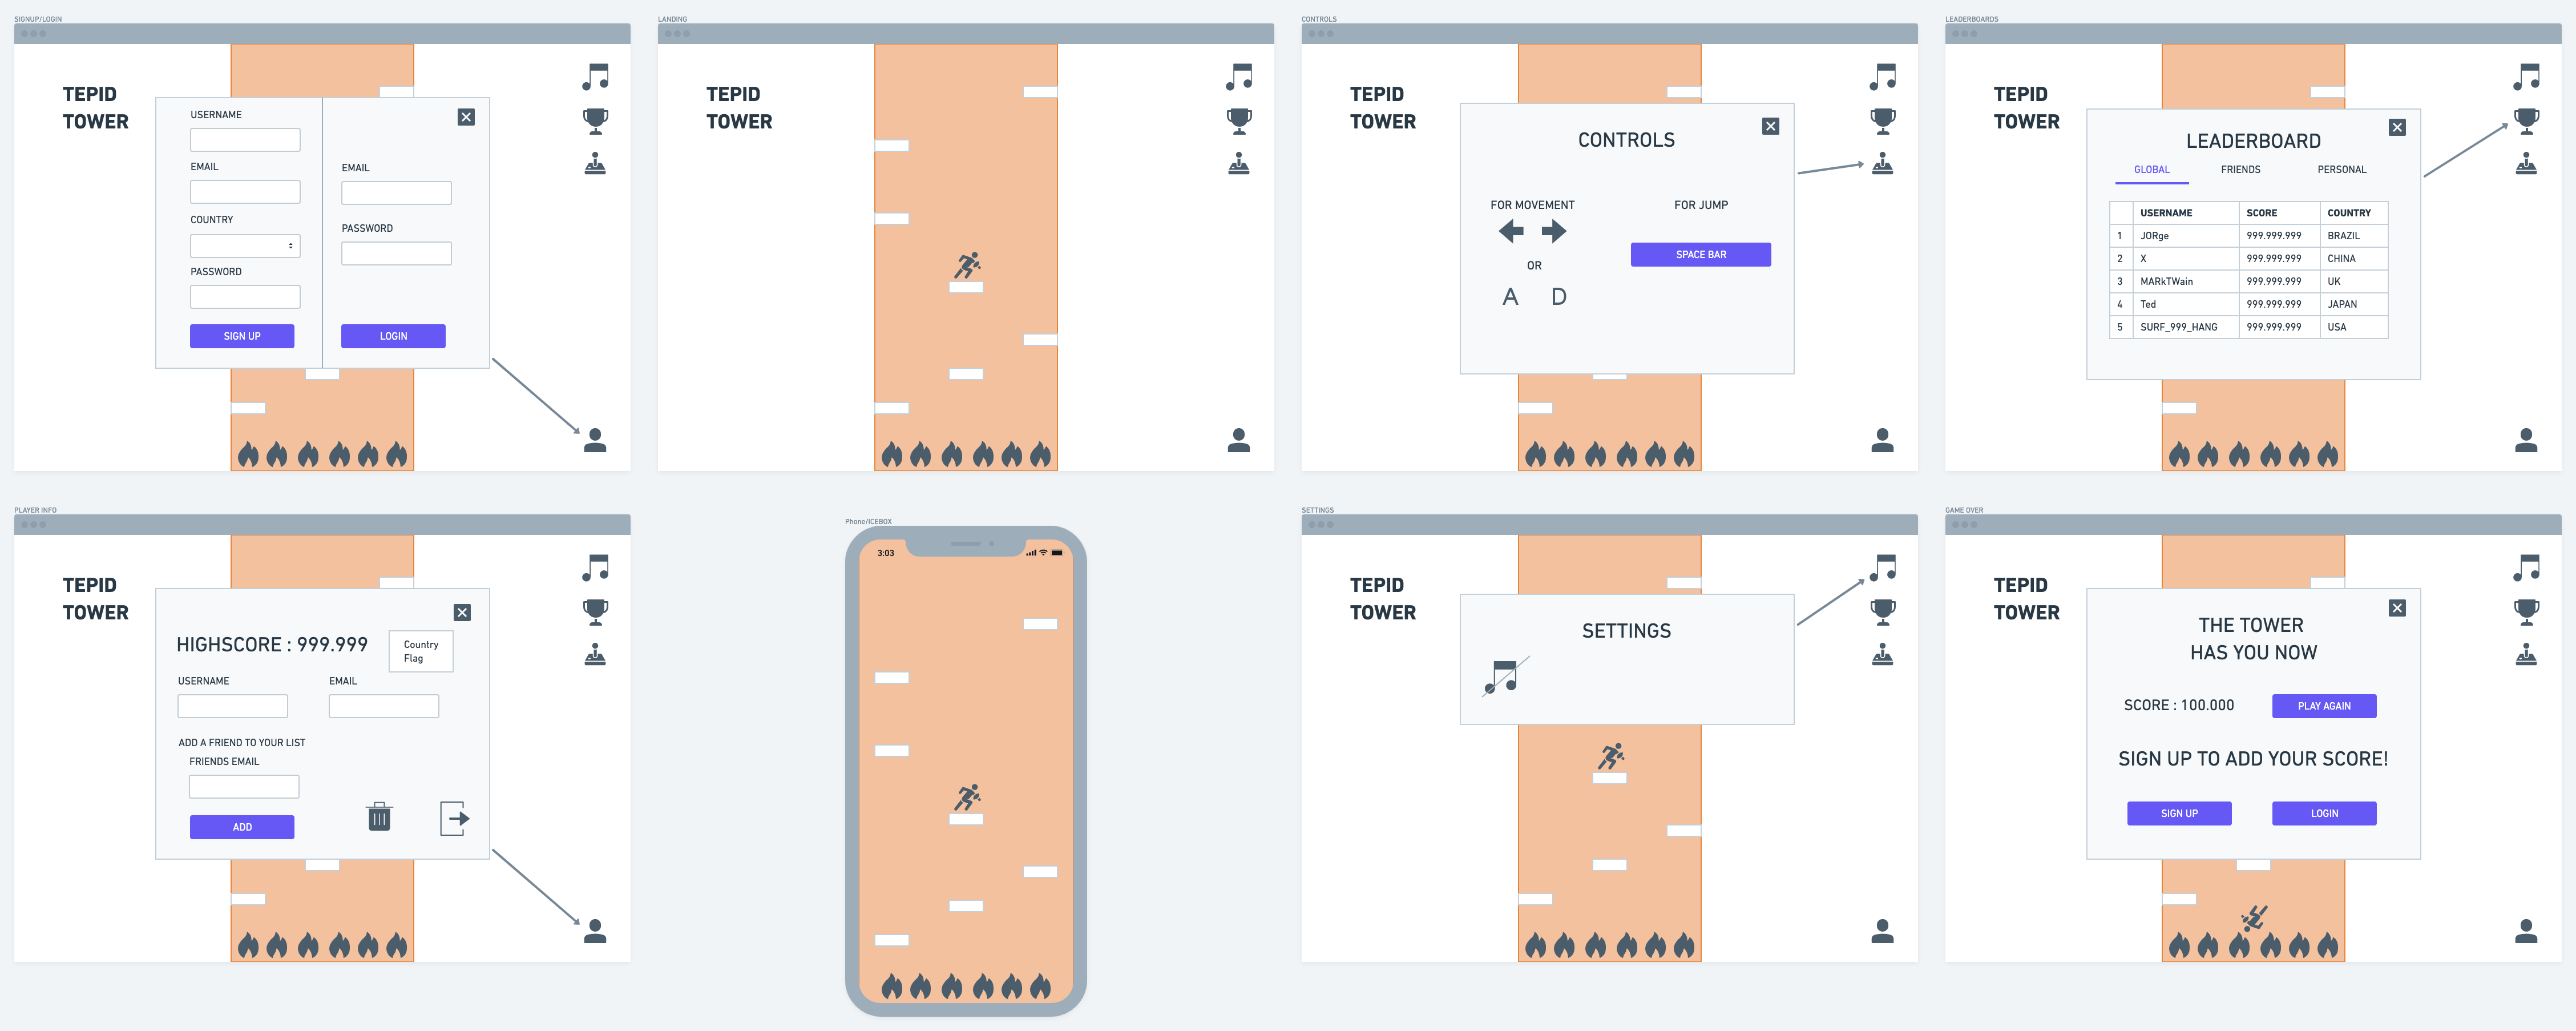 SIGNUP/LOGIN
TEPID
TOWER
USERNAME
EMAIL
COUNTRY
PASSWORD
SIGN UP
EMAIL
PASSWORD
LOGIN
LANDING
TEPID
TOWER
CONTROLS
TEPID
TOWER
CONTROLS
FOR MOVEMENT
OR
A D
FOR JUMP
SPACE BAR
LEADERBOARDS
TEPID
TOWER
LEADERBOARD
GLOBAL FRIENDS PERSONAL
USERNAME SCORE COUNTRY
1 JORge 999.999.999 BRAZIL
2 X 999.999.999 CHINA
3 MARkTWain 999.999.999 UK
4 Ted 999.999.999 JAPAN
5 SURF_999_HANG 999.999.999 USA
PLAYER INFO
TEPID
TOWER
HIGHSCORE : 999.999
Country
Flag
USERNAME EMAIL
ADD A FRIEND TO YOUR LIST
FRIENDS EMAIL
ADD
Phone/ICEBOX
3:03
SETTINGS
TEPID
TOWER
SETTINGS
GAME OVER
TEPID
TOWER
THE TOWER
HAS YOU NOW
SCORE : 100.000
PLAY AGAIN
SIGN UP TO ADD YOUR SCORE!
SIGN UP
LOGIN